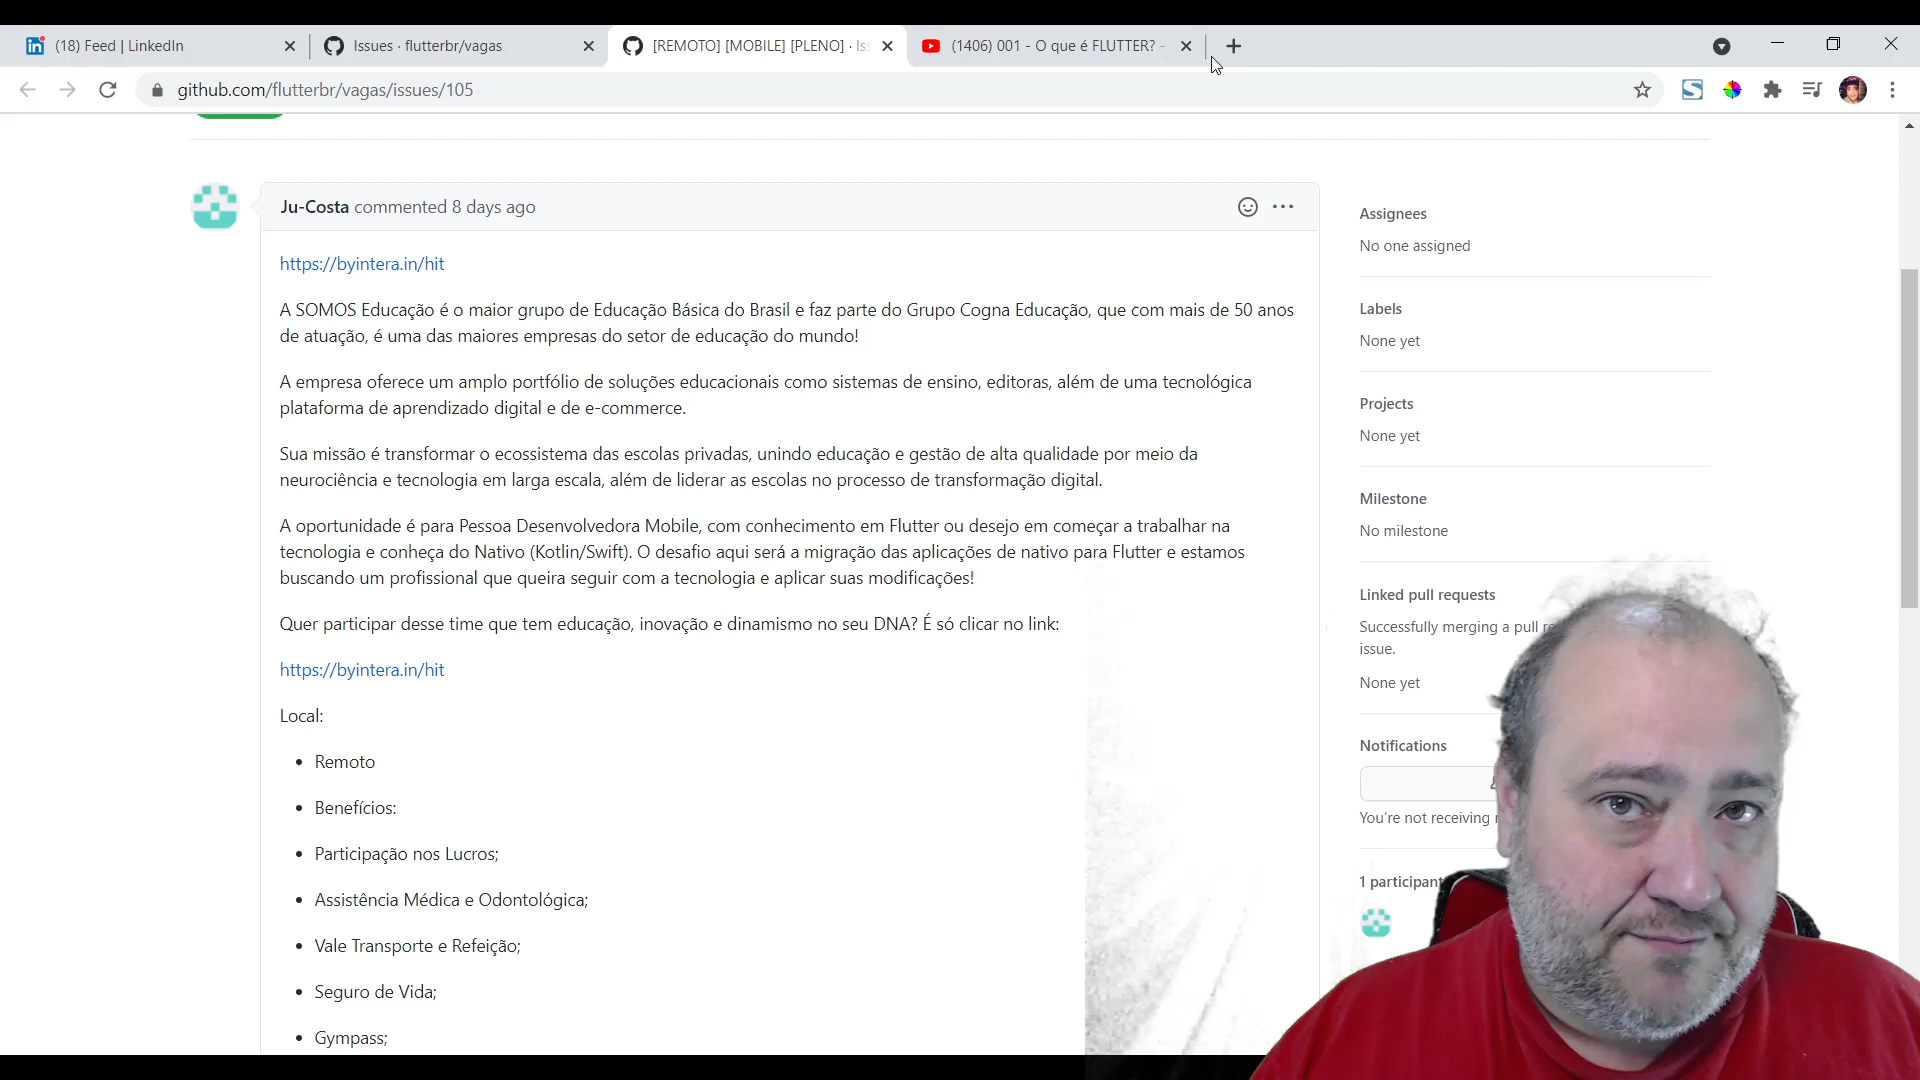 (18) Feed | LinkedIn
Issues · flutterbr/vagas
[REMOTO] [MOBILE] [PLENO] · Iss
(1406) 001 - O que é FLUTTER? -
github.com/flutterbr/vagas/issues/105
Ju-Costa commented 8 days ago
https://byintera.in/hit
A SOMOS Educação é o maior grupo de Educação Básica do Brasil e faz parte do Grupo Cogna Educação, que com mais de 50 anos
de atuação, é uma das maiores empresas do setor de educação do mundo!
A empresa oferece um amplo portfólio de soluções educacionais como sistemas de ensino, editoras, além de uma tecnológica
plataforma de aprendizado digital e de e-commerce.
Sua missão é transformar o ecossistema das escolas privadas, unindo educação e gestão de alta qualidade por meio da
neurociência e tecnologia em larga escala, além de liderar as escolas no processo de transformação digital.
A oportunidade é para Pessoa Desenvolvedora Mobile, com conhecimento em Flutter ou desejo em começar a trabalhar na
tecnologia e conheça do Nativo (Kotlin/Swift). O desafio aqui será a migração das aplicações de nativo para Flutter e estamos
buscando um profissional que queira seguir com a tecnologia e aplicar suas modificações!
Quer participar desse time que tem educação, inovação e dinamismo no seu DNA? É só clicar no link:
https://byintera.in/hit
Local:
Remoto
Benefícios:
Participação nos Lucros;
Assistência Médica e Odontológica;
Vale Transporte e Refeição;
Seguro de Vida;
Gympass;
Assignees
No one assigned
Labels
None yet
Projects
None yet
Milestone
No milestone
Linked pull requests
Successfully merging a pull
issue.
None yet
Notifications
You're not receiving
1 participant